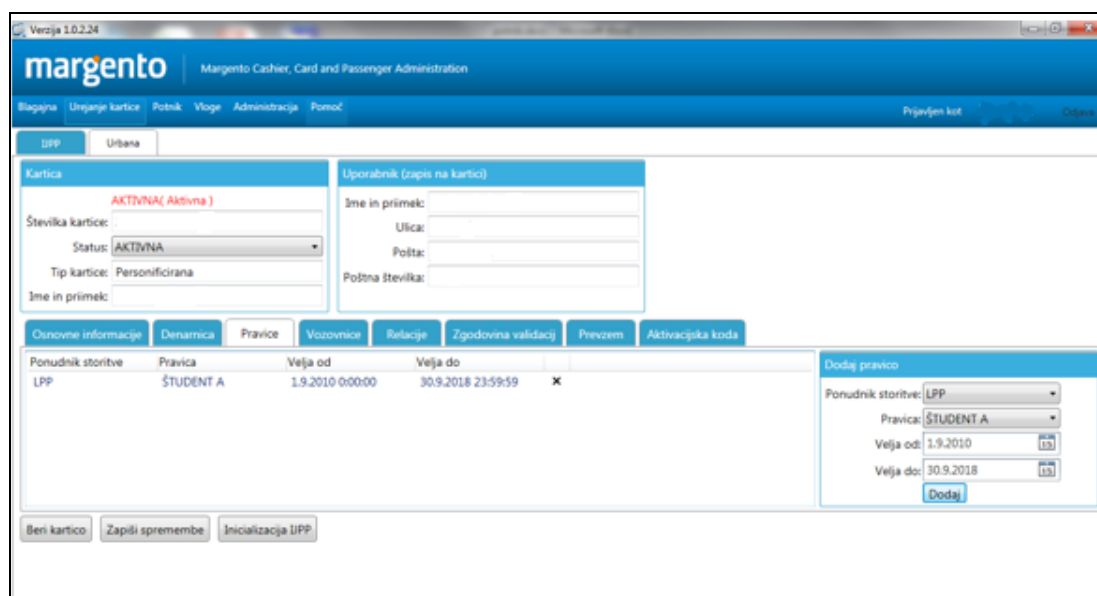 Verzija 1.0.2.24
margento Margento Cashier, Card and Passenger Administration
Blagajna Urejanje kartice Potnik Vloge Administracija Pomoč Prijavljen kot Odjava
IJPP Urbana
Kartica
AKTIVNA( Aktivna )
Številka kartice:
Status: AKTIVNA
Tip kartice: Personificirana
Ime in priimek:
Uporabnik (zapis na kartici)
Ime in priimek:
Ulica:
Pošta:
Poštna številka:
Osnovne informacije Denarnica Pravice Vozovnice Relacije Zgodovina validacij Prevzem Aktivacijska koda
Ponudnik storitve Pravica Velja od Velja do
LPP ŠTUDENT A 1.9.2010 0:00:00 30.9.2018 23:59:59
Dodaj pravico
Ponudnik storitve: LPP
Pravica: ŠTUDENT A
Velja od: 1.9.2010
Velja do: 30.9.2018
Dodaj
Beri kartico Zapiši spremembe Inicializacija IJPP